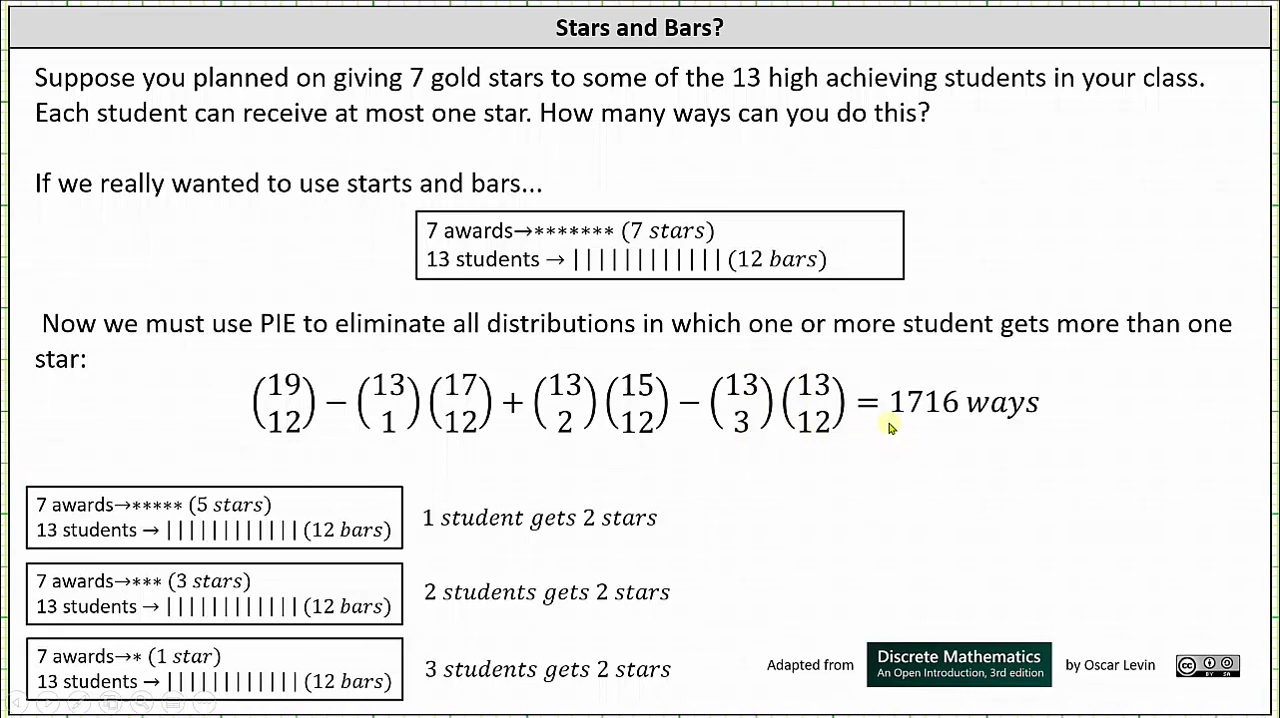 Stars and Bars?
Suppose you planned on giving 7 gold stars to some of the 13 high achieving students in your class.
Each student can receive at most one star. How many ways can you do this?
If we really wanted to use starts and bars...
7 awards→******* (7 stars)
13 students → | | | | | | | | | | | | (12 bars)
Now we must use PIE to eliminate all distributions in which one or more student gets more than one
star:
(19 12) − (13 1)(17 12) + (13 2)(15 12) − (13 3)(13 12) = 1716 ways
7 awards→***** (5 stars)
13 students → | | | | | | | | | | | | (12 bars)
1 student gets 2 stars
7 awards→*** (3 stars)
13 students → | | | | | | | | | | | | (12 bars)
2 students gets 2 stars
7 awards→* (1 star)
13 students → | | | | | | | | | | | | (12 bars)
3 students gets 2 stars
Adapted from
Discrete Mathematics
An Open Introduction, 3rd edition
by Oscar Levin
cc BY SA